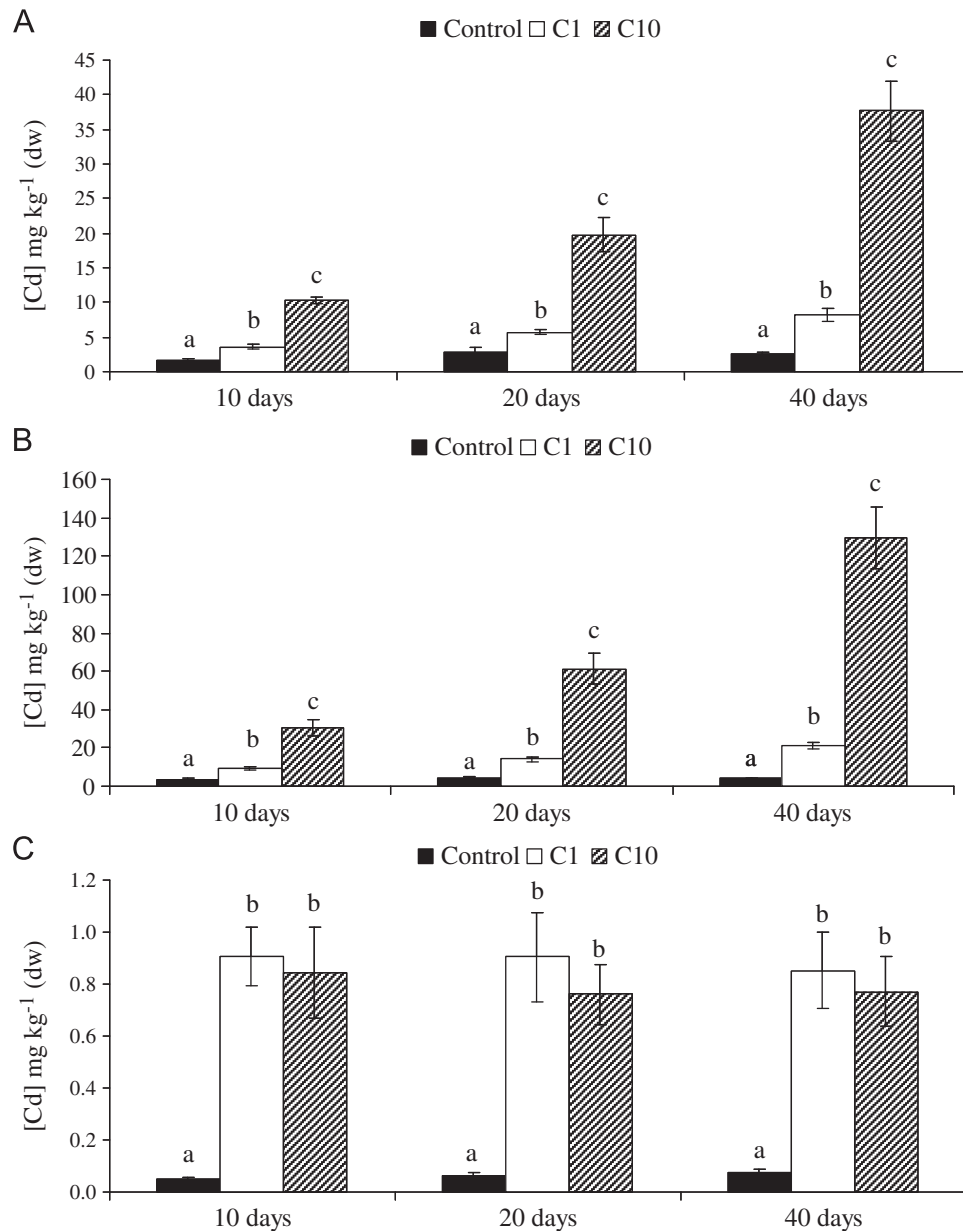 A
Control C1 C10
45
40
35
30
25
20
15
10
5
0
[Cd] mg kg-1 (dw)
a b c
a b c
a b c
10 days 20 days 40 days
B
Control C1 C10
160
140
120
100
80
60
40
20
0
[Cd] mg kg-1 (dw)
a b c
a b c
a b c
10 days 20 days 40 days
C
Control C1 C10
1.2
1.0
0.8
0.6
0.4
0.2
0.0
[Cd] mg kg-1 (dw)
a b b
a b b
a b b
10 days 20 days 40 days